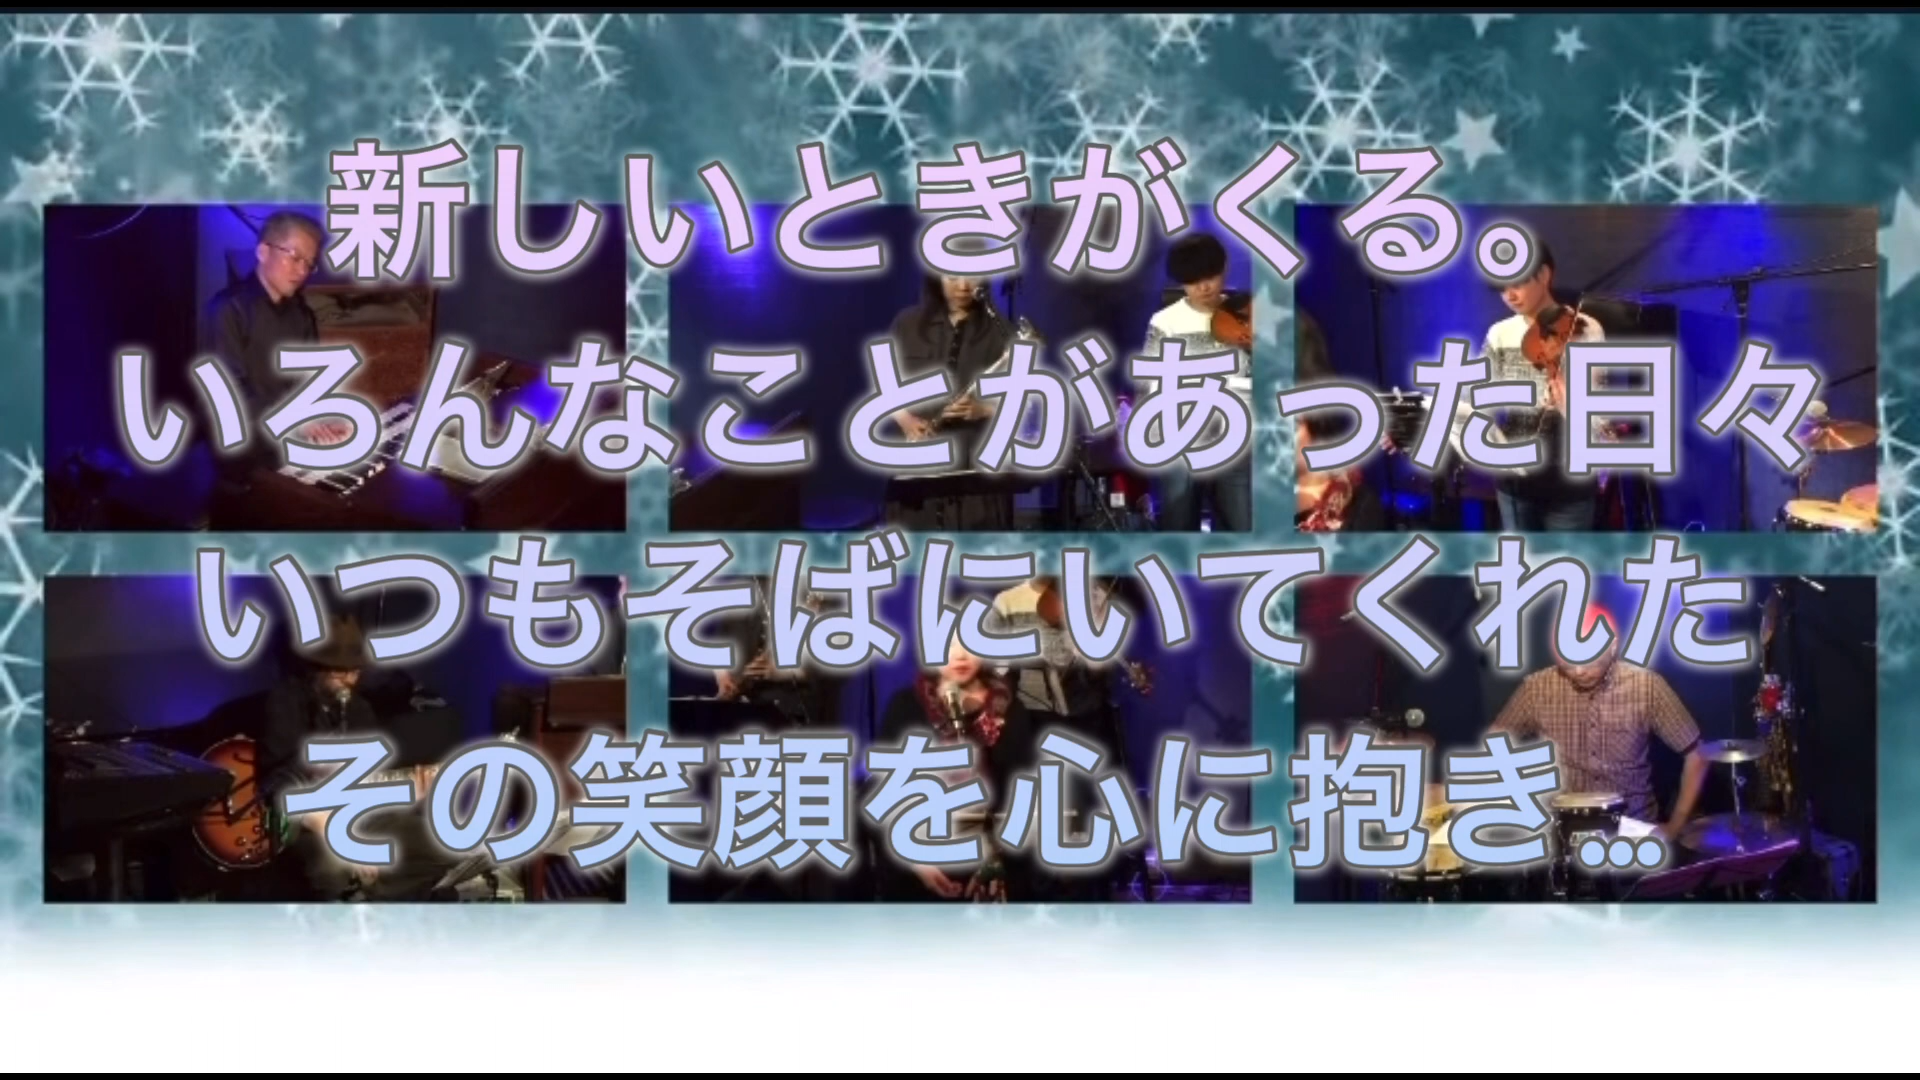 新しいときがくる。
いろんなことがあった日々
いつもそばにいてくれた
その笑顔を心に抱き…